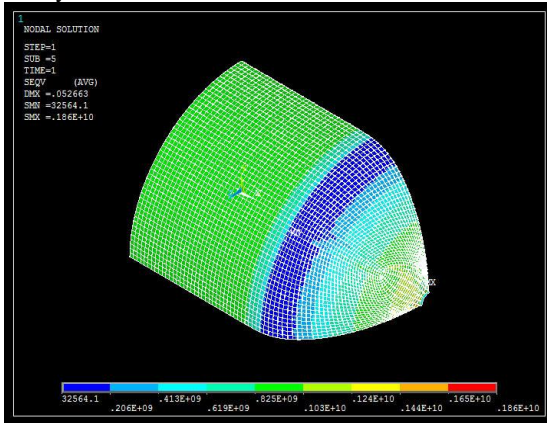 1
NODAL SOLUTION
STEP=1
SUB =5
TIME=1
SEQV (AVG)
DMX =.052663
SMN =32564.1
SMX =.186E+10
X
32564.1 .413E+09 .825E+09 .124E+10 .165E+10
.206E+09 .619E+09 .103E+10 .144E+10 .186E+10